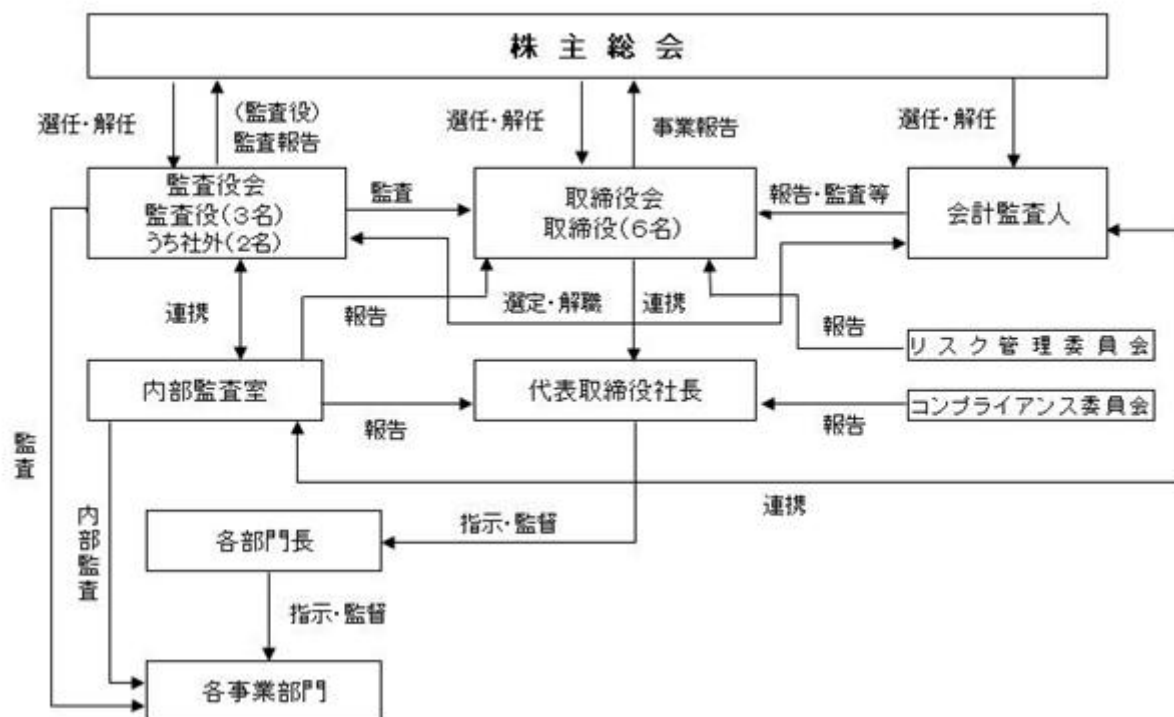 株主総会
選任・解任
(監査役)
監査報告
選任・解任
事業報告
選任・解任
監査役会
監査役(3名)
うち社外(2名)
監査
取締役会
取締役(6名)
報告・監査等
会計監査人
連携
報告
選定・解職
連携
報告
リスク管理委員会
内部監査室
報告
代表取締役社長
報告
コンプライアンス委員会
監査
内部監査
連携
各部門長
指示・監督
指示・監督
各事業部門